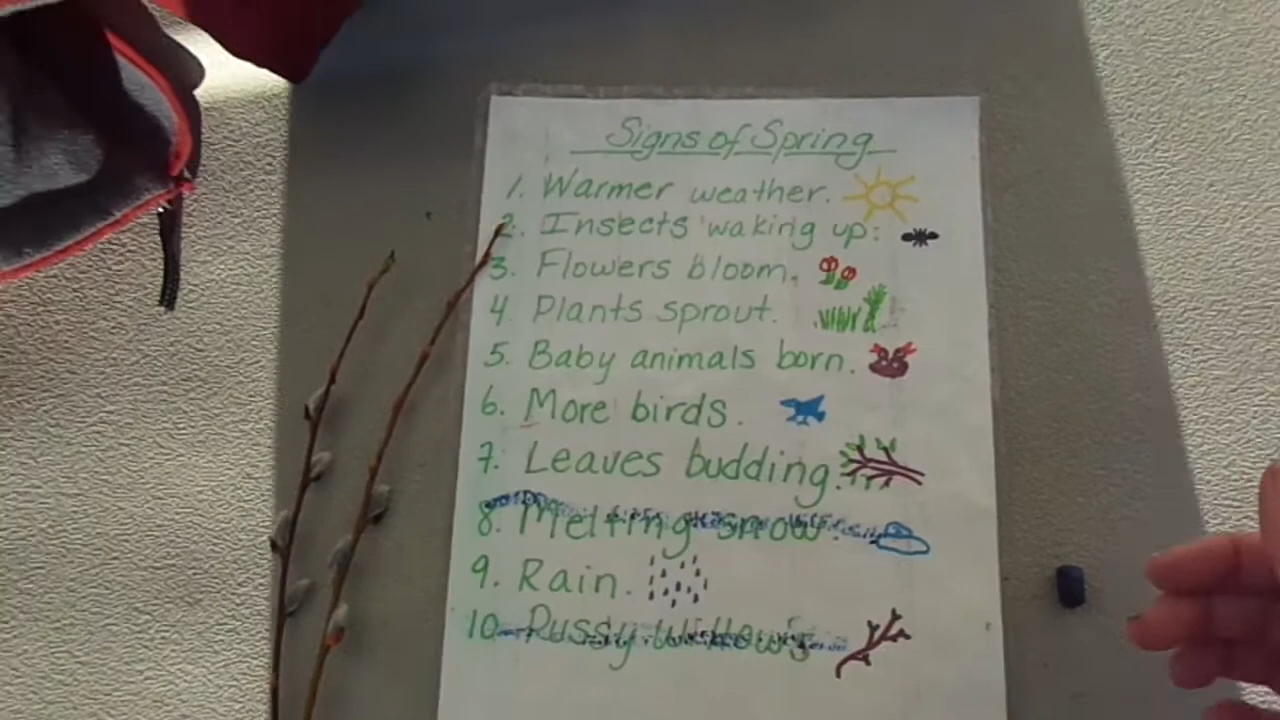 Signs of Spring
1. Warmer weather.
2. Insects waking up.
3. Flowers bloom.
4. Plants sprout.
5. Baby animals born.
6. More birds.
7. Leaves budding.
8. Melting snow.
9. Rain.
10. Pussy Willow's